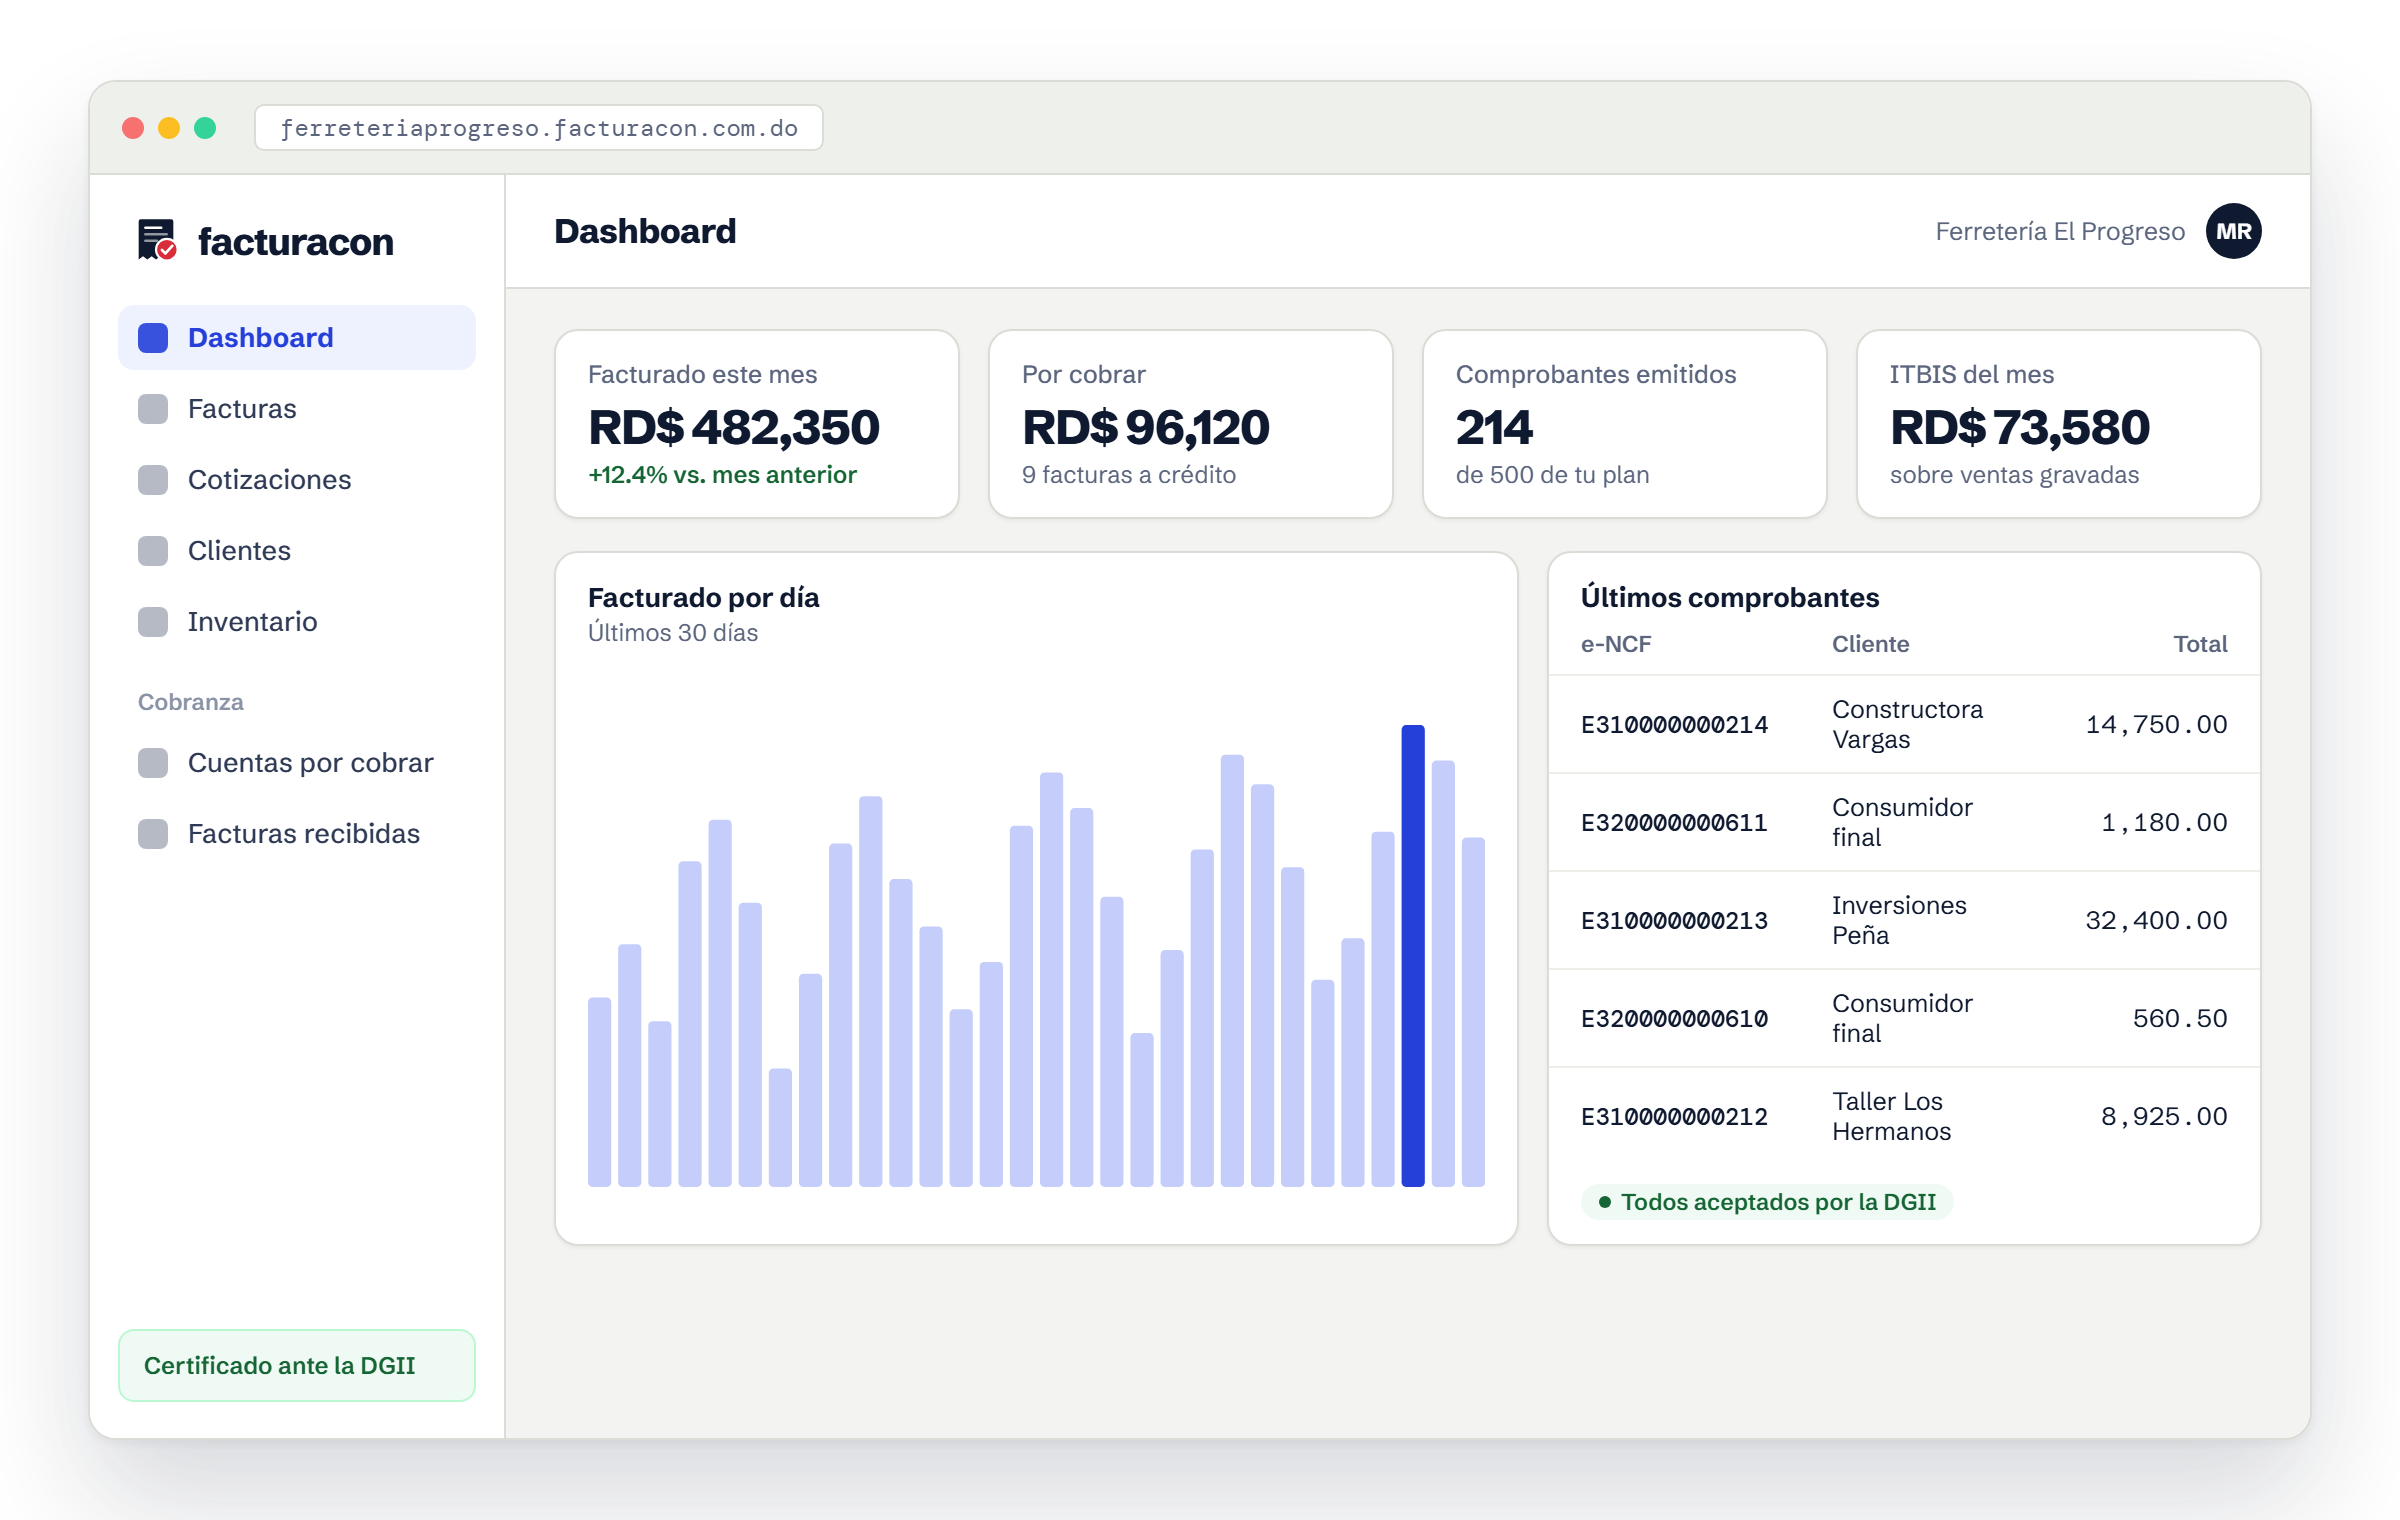 ferreteriaprogreso.facturacon.com.do
facturacon
Dashboard
Facturas
Cotizaciones
Clientes
Inventario
Cobranza
Cuentas por cobrar
Facturas recibidas
Certificado ante la DGII
Dashboard
Ferretería El Progreso
MR
Facturado este mes
RD$ 482,350
+12.4% vs. mes anterior
Por cobrar
RD$ 96,120
9 facturas a crédito
Comprobantes emitidos
214
de 500 de tu plan
ITBIS del mes
RD$ 73,580
sobre ventas gravadas
Facturado por día
Últimos 30 días
Últimos comprobantes
e-NCF Cliente Total
E310000000214 Constructora Vargas 14,750.00
E320000000611 Consumidor final 1,180.00
E310000000213 Inversiones Peña 32,400.00
E320000000610 Consumidor final 560.50
E310000000212 Taller Los Hermanos 8,925.00
Todos aceptados por la DGII